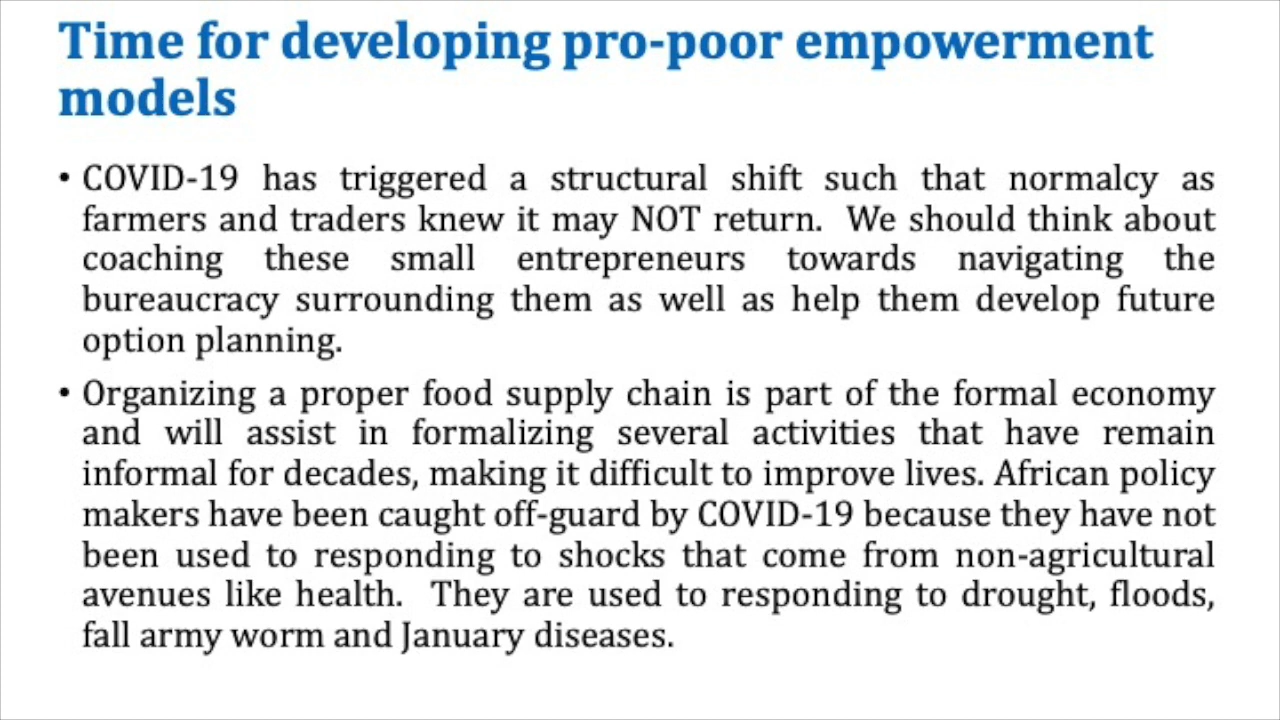 Time for developing pro-poor empowerment
models
• COVID-19 has triggered a structural shift such that normalcy as
farmers and traders knew it may NOT return.  We should think about
coaching these small entrepreneurs towards navigating the
bureaucracy surrounding them as well as help them develop future
option planning.
• Organizing a proper food supply chain is part of the formal economy
and will assist in formalizing several activities that have remain
informal for decades, making it difficult to improve lives. African policy
makers have been caught off-guard by COVID-19 because they have not
been used to responding to shocks that come from non-agricultural
avenues like health.  They are used to responding to drought, floods,
fall army worm and January diseases.